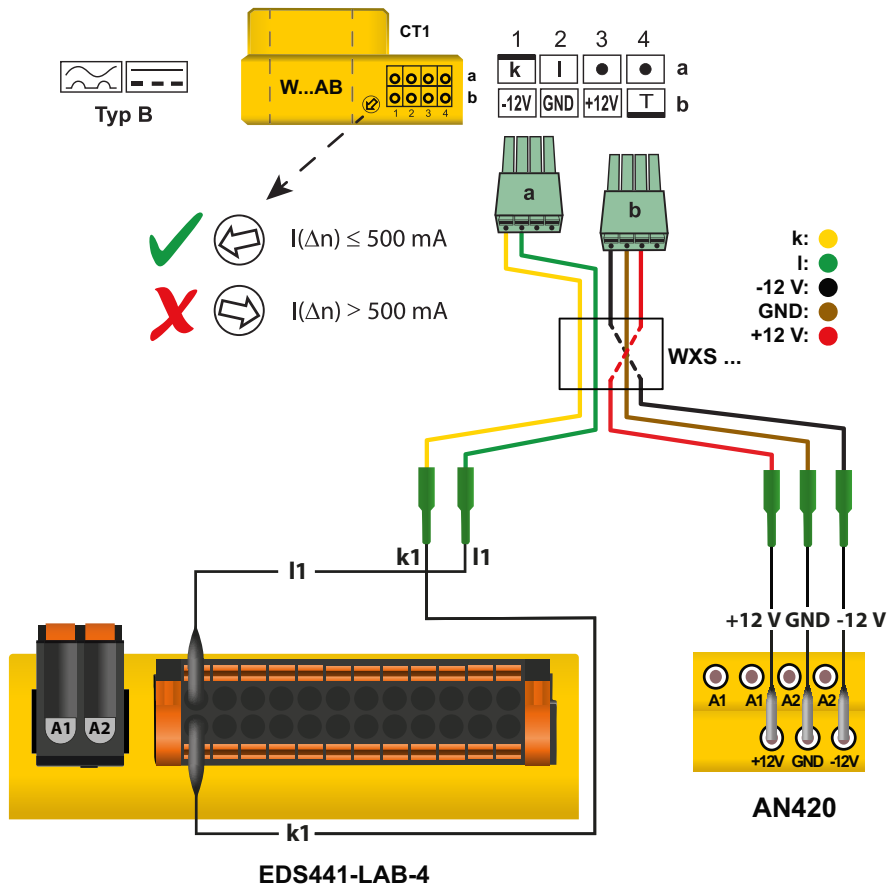 CT1
1 2 3 4
k l ● ● a
-12V GND +12V T b
W...AB
a
b
1 2 3 4
Typ B
a
b
I(Δn) ≤ 500 mA
I(Δn) > 500 mA
k:
l:
-12 V:
GND:
+12 V:
WXS ...
k1
l1
l1
+12 V GND -12 V
A1 A2
A1 A1 A2 A2
+12V GND -12V
k1
AN420
EDS441-LAB-4